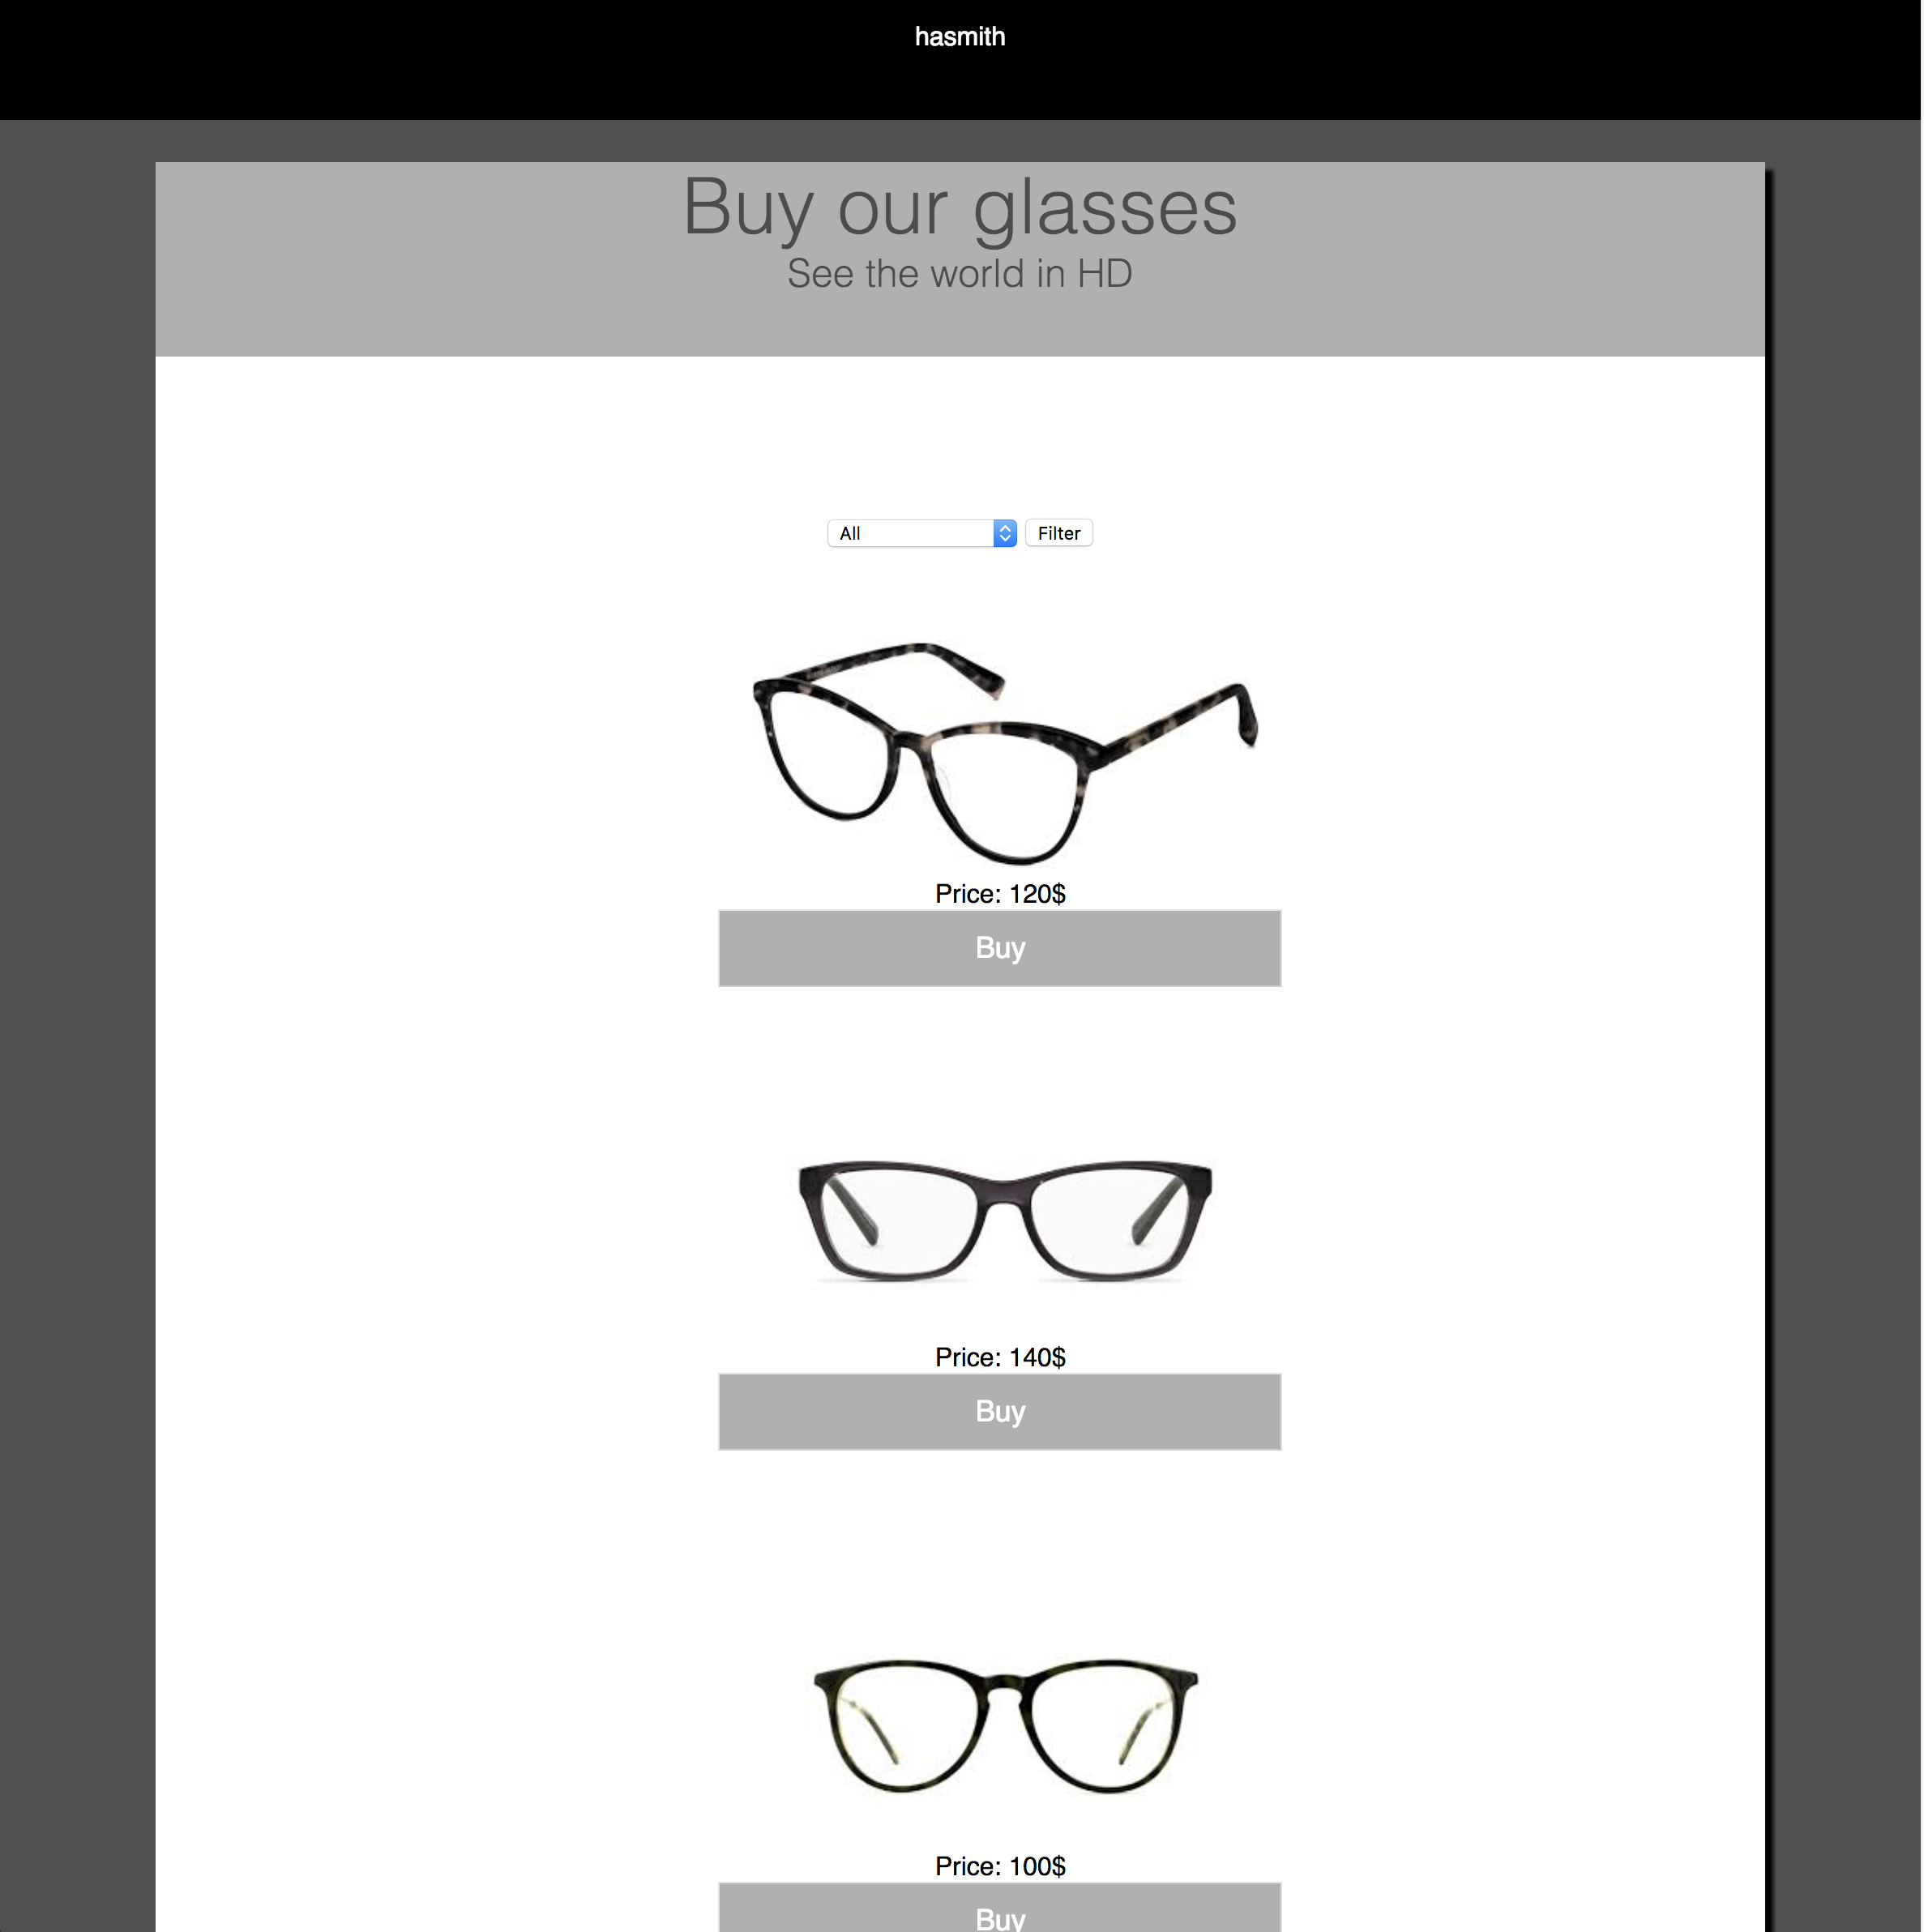 hasmith
Buy our glasses
See the world in HD
All Filter
Price: 120$
Buy
Price: 140$
Buy
Price: 100$
Buy